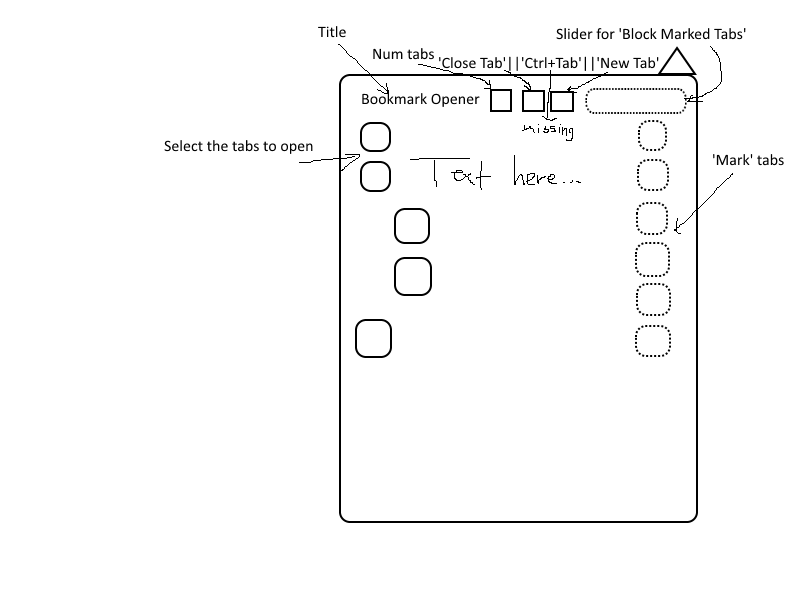 Title
Slider for 'Block Marked Tabs'
Num tabs
'Close Tab'||'Ctrl+Tab'||'New Tab'
Bookmark Opener
missing
Select the tabs to open
'Mark' tabs
Text here...